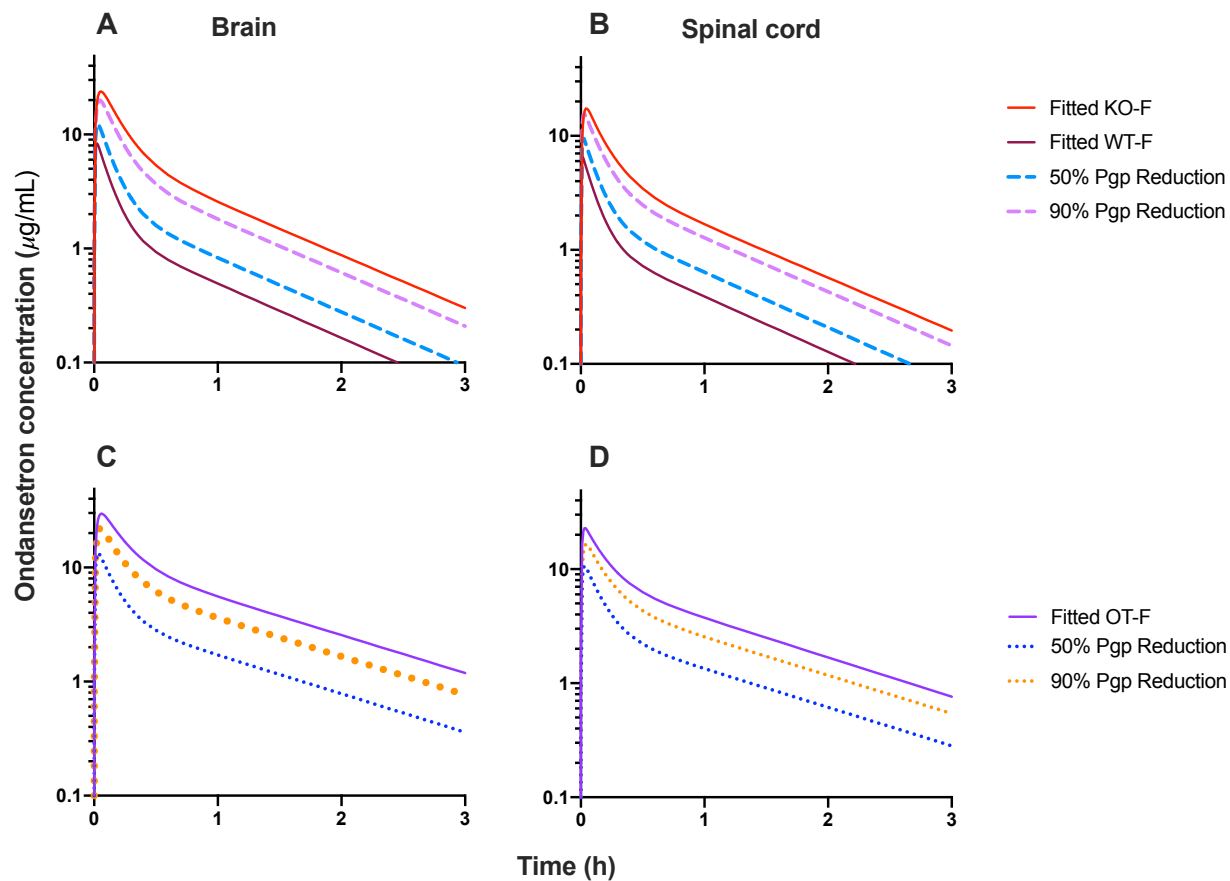 A
Brain
B
Spinal cord
10
1
0.1
0
1
2
3
10
1
0.1
0
1
2
3
Fitted KO-F
Fitted WT-F
50% Pgp Reduction
90% Pgp Reduction
Ondansetron concentration (μg/mL)
C
D
10
1
0.1
0
1
2
3
10
1
0.1
0
1
2
3
Fitted OT-F
50% Pgp Reduction
90% Pgp Reduction
Time (h)